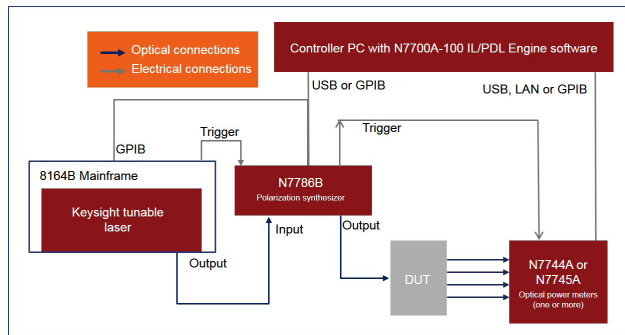 Optical connections
Electrical connections
Controller PC with N7700A-100 IL/PDL Engine software
USB or GPIB
USB, LAN or GPIB
Trigger
Trigger
GPIB
8164B Mainframe
N7786B
Polarization synthesizer
Keysight tunable
laser
Input
Output
Output
DUT
N7744A or
N7745A
Optical power meters
(one or more)